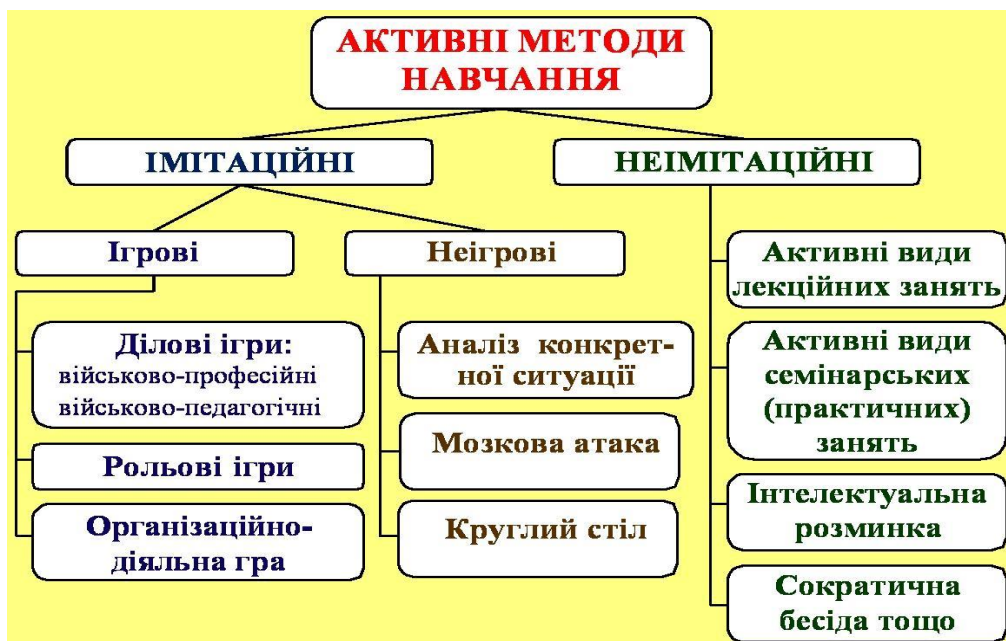 АКТИВНІ МЕТОДИ
НАВЧАННЯ
ІМІТАЦІЙНІ
НЕІМІТАЦІЙНІ
Ігрові
Ділові ігри:
військово-професійні
військово-педагогічні
Рольові ігри
Організаційно-
діяльна гра
Неігрові
Аналіз конкрет-
ної ситуації
Мозкова атака
Круглий стіл
Активні види
лекційних занять
Активні види
семінарських
(практичних)
занять
Інтелектуальна
розминка
Сократична
бесіда тощо